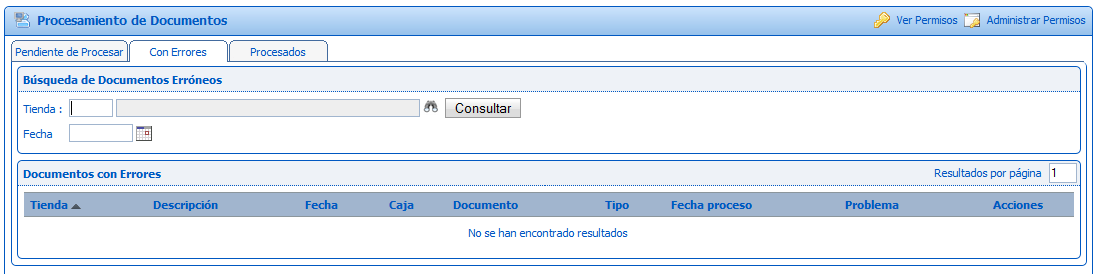 Procesamiento de Documentos Ver Permisos Administrar Permisos
Pendiente de Procesar Con Errores Procesados
Búsqueda de Documentos Erróneos
Tienda : Consultar
Fecha
Documentos con Errores Resultados por página 1
Tienda Descripción Fecha Caja Documento Tipo Fecha proceso Problema Acciones
No se han encontrado resultados